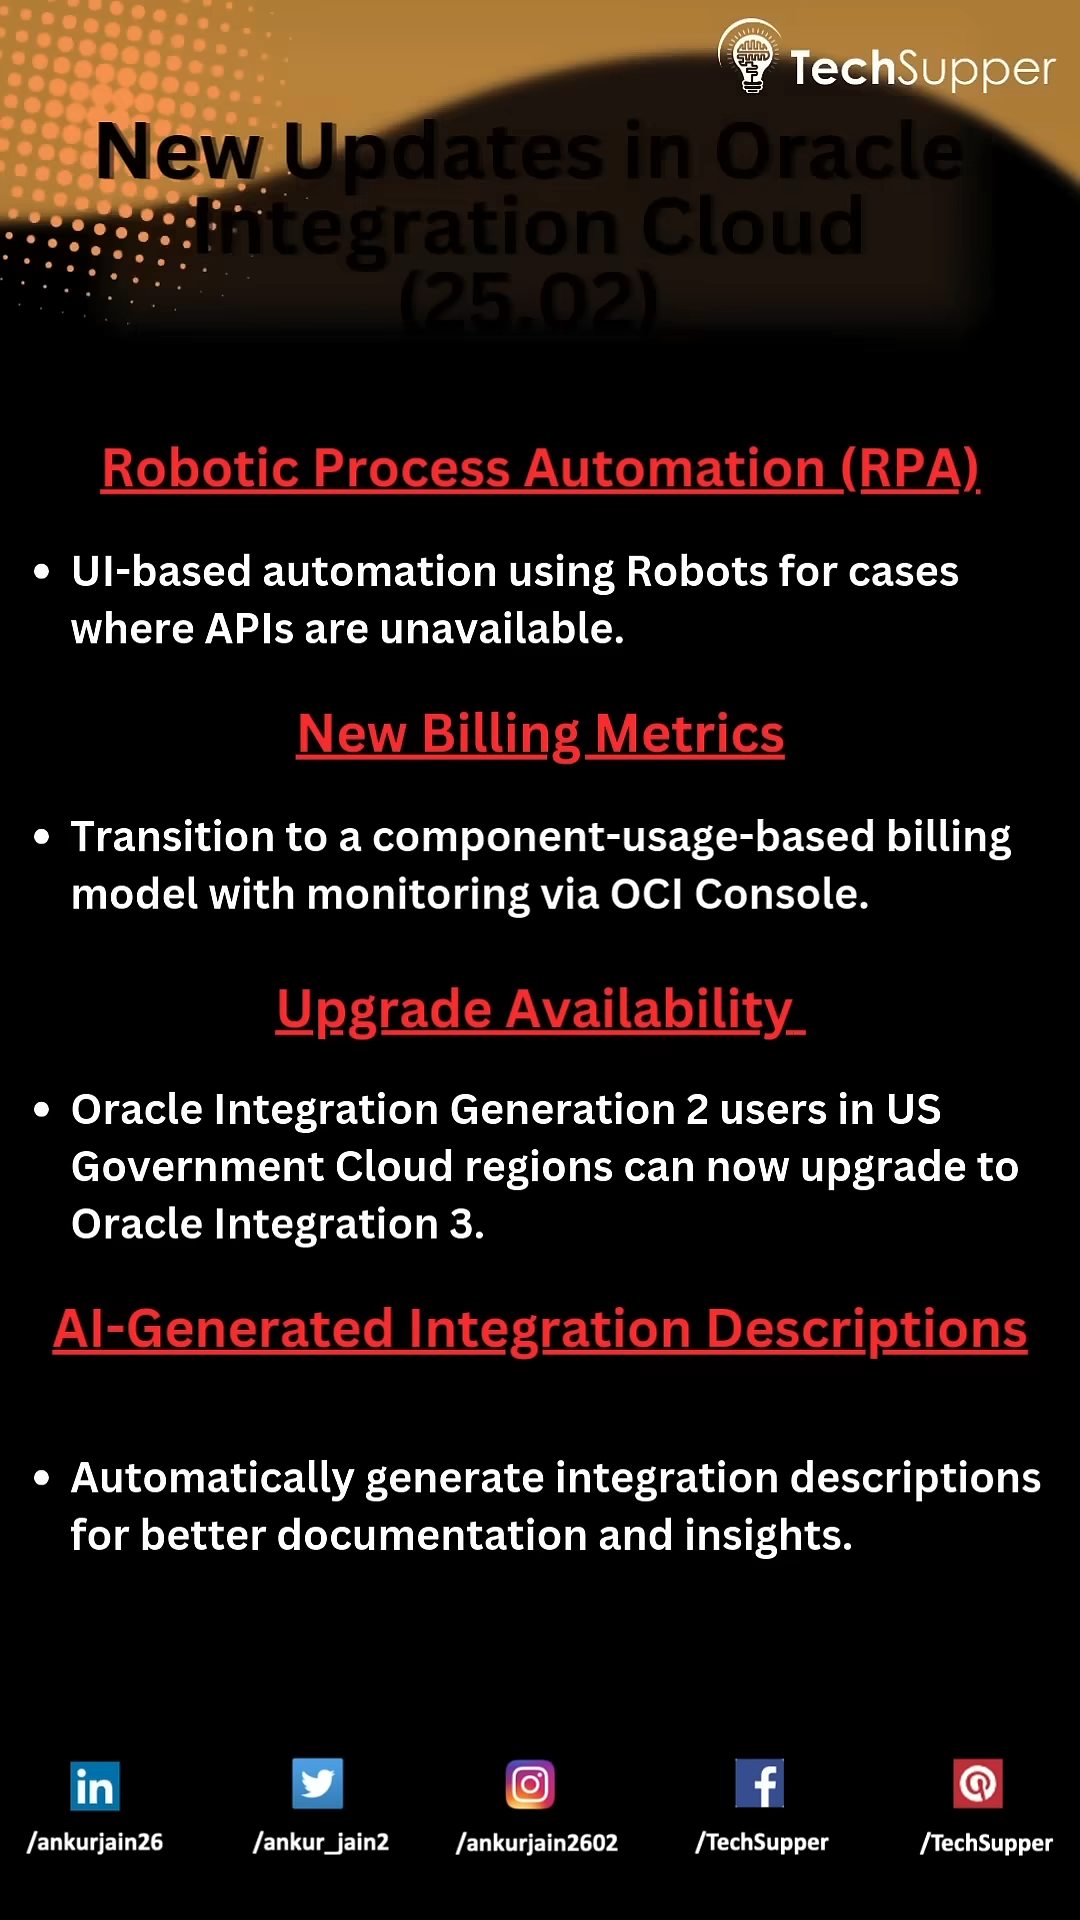 TechSupper
New Updates in Oracle
Integration Cloud
(25.02)
Robotic Process Automation (RPA)
• UI-based automation using Robots for cases
where APIs are unavailable.
New Billing Metrics
• Transition to a component-usage-based billing
model with monitoring via OCI Console.
Upgrade Availability
• Oracle Integration Generation 2 users in US
Government Cloud regions can now upgrade to
Oracle Integration 3.
AI-Generated Integration Descriptions
• Automatically generate integration descriptions
for better documentation and insights.
in
f
/ankurjain26 /ankur_jain2 /ankurjain2602 /TechSupper /TechSupper